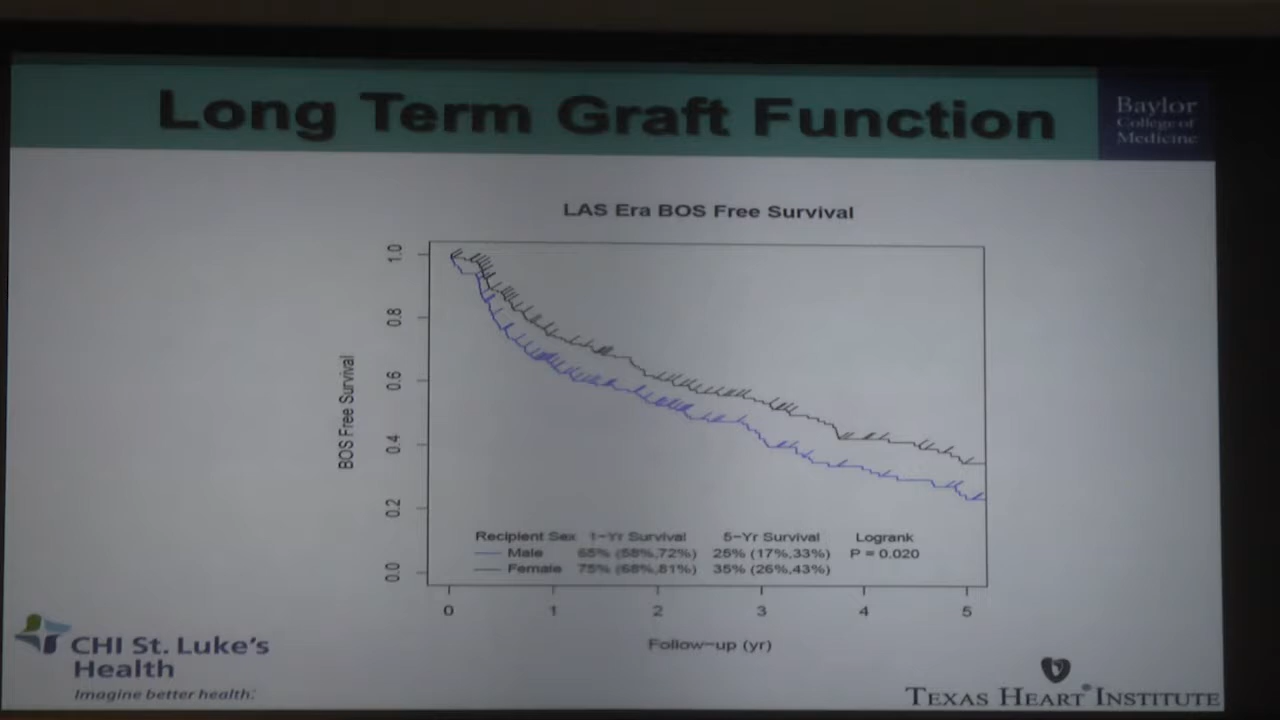 Long Term Graft Function
Baylor
College of
Medicine
LAS Era BOS Free Survival
BOS Free Survival
1.0
0.8
0.6
0.4
0.2
0.0
Recipient Sex 1-Yr Survival 5-Yr Survival Logrank
Male 65% (58%,72%) 25% (17%,33%) P = 0.020
Female 75% (68%,81%) 35% (26%,43%)
0 1 2 3 4 5
Follow-up (yr)
CHI St. Luke's
Health
Imagine better health.
TEXAS HEART® INSTITUTE